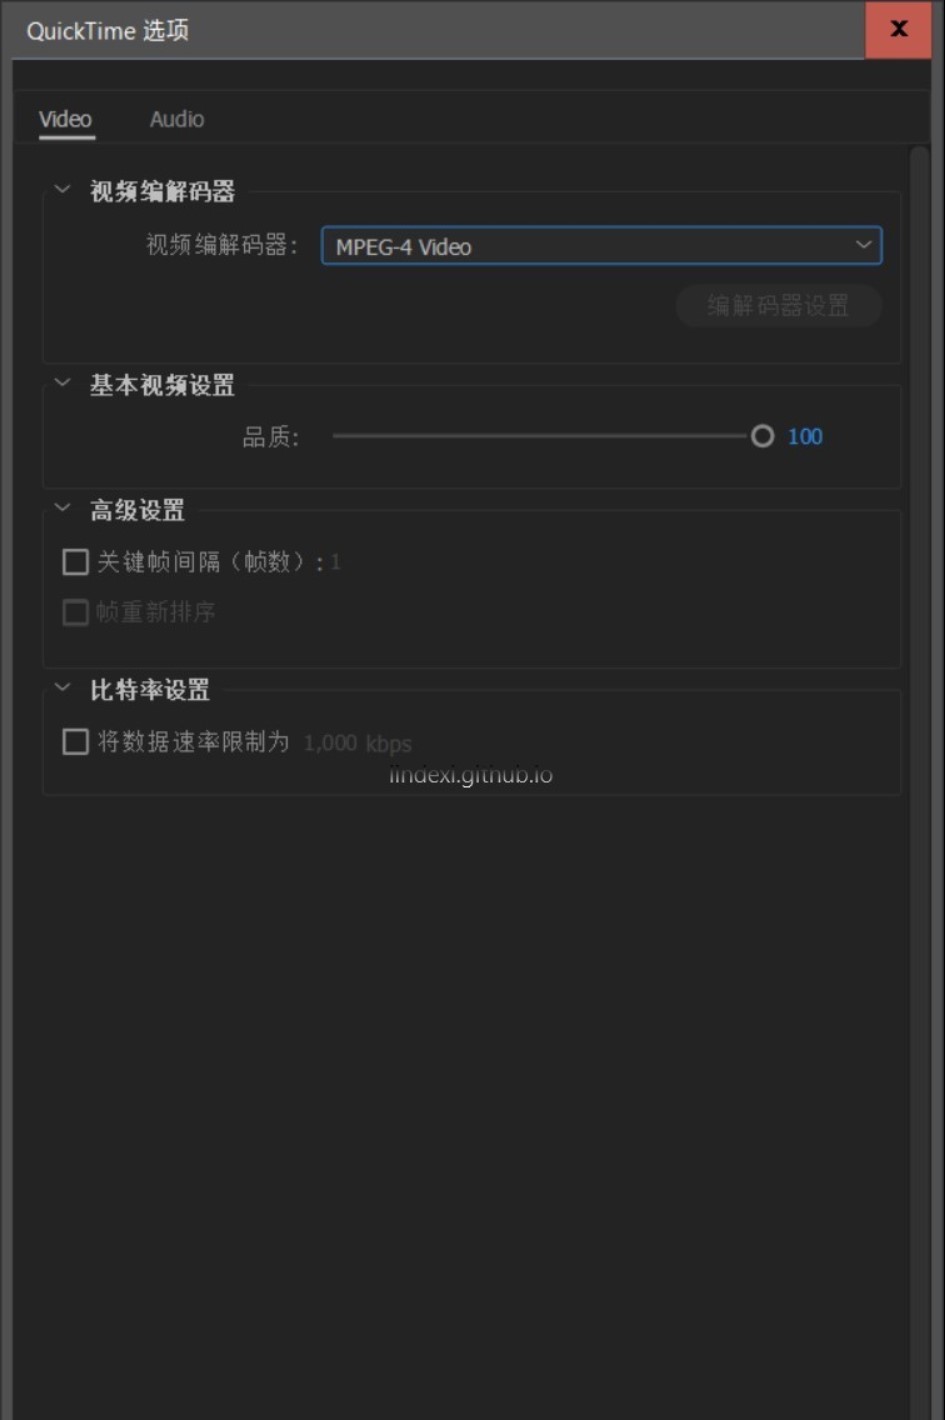 QuickTime 选项
x
Video Audio
视频编解码器
视频编解码器: MPEG-4 Video
编解码器设置
基本视频设置
品质: 100
高级设置
关键帧间隔（帧数）: 1
帧重新排序
比特率设置
将数据速率限制为 1,000 kbps
lindexi.github.io